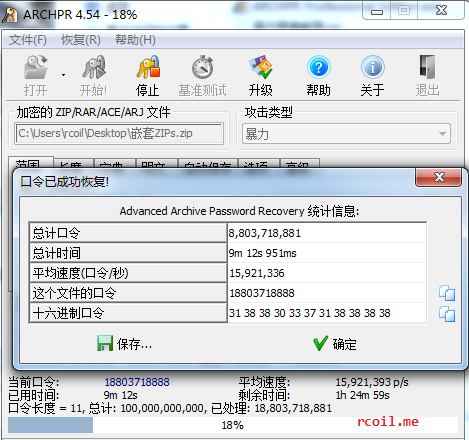 ARCHPR 4.54 - 18%
文件(F) 恢复(R) 帮助(H)
打开 开始! 停止 基准测试 升级 帮助 关于 退出
加密的 ZIP/RAR/ACE/ARJ 文件 攻击类型
C:\Users\rcoil\Desktop\嵌套ZIPs.zip 暴力
范围 长度 字典 明文 自动保存 选项 高级
口令已成功恢复!
Advanced Archive Password Recovery 统计信息:
总计口令 8,803,718,881
总计时间 9m 12s 951ms
平均速度(口令/秒) 15,921,336
这个文件的口令 18803718888
十六进制口令 31 38 38 30 33 37 31 38 38 38 38
保存... 确定
当前口令: 18803718888 平均速度: 15,921,393 p/s
已用时间: 9m 12s 剩余时间: 1h 24m 59s
口令长度 = 11, 总计: 100,000,000,000, 已处理: 18,803,718,881
18%
rcoil.me